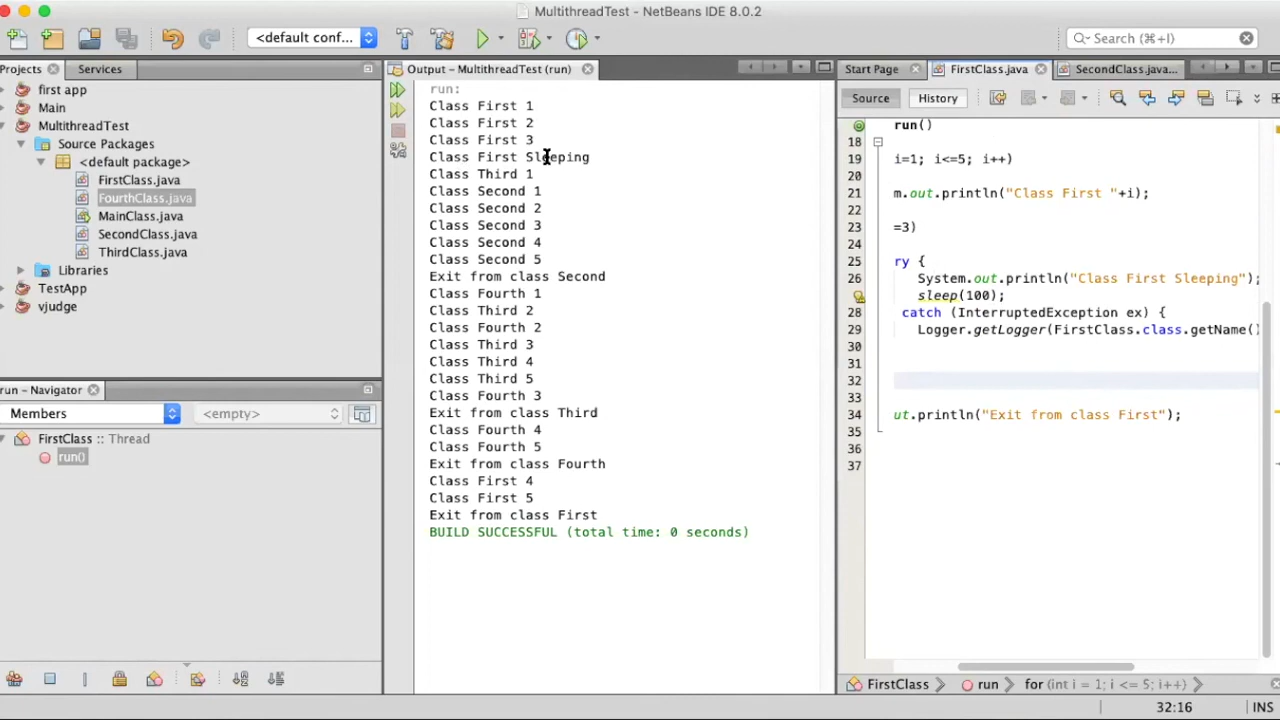 MultithreadTest - NetBeans IDE 8.0.2
<default conf...
Search (⌘+I)
Projects
Services
first app
Main
MultithreadTest
Source Packages
<default package>
FirstClass.java
FourthClass.java
MainClass.java
SecondClass.java
ThirdClass.java
Libraries
TestApp
vjudge
run - Navigator
Members
<empty>
FirstClass :: Thread
run()
Output - MultithreadTest (run)
run:
Class First 1
Class First 2
Class First 3
Class First Sleeping
Class Third 1
Class Second 1
Class Second 2
Class Second 3
Class Second 4
Class Second 5
Exit from class Second
Class Fourth 1
Class Third 2
Class Fourth 2
Class Third 3
Class Third 4
Class Third 5
Class Fourth 3
Exit from class Third
Class Fourth 4
Class Fourth 5
Exit from class Fourth
Class First 4
Class First 5
Exit from class First
BUILD SUCCESSFUL (total time: 0 seconds)
Start Page
FirstClass.java
SecondClass.java...
Source
History
run()
18
19 i=1; i<=5; i++)
20
21 m.out.println("Class First "+i);
22
23 =3)
24
25 ry {
26 System.out.println("Class First Sleeping");
sleep(100);
28 catch (InterruptedException ex) {
29 Logger.getLogger(FirstClass.class.getName()
30
31
32
33
34 ut.println("Exit from class First");
35
36
37
FirstClass
run
for (int i = 1; i <= 5; i++)
32:16
INS